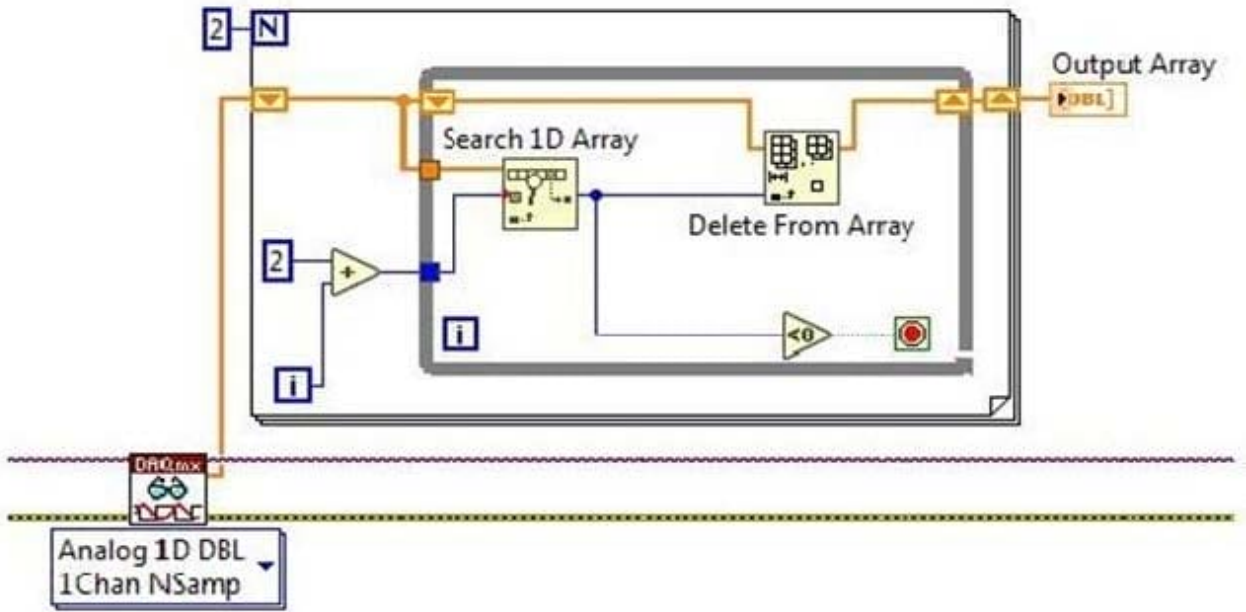 2
N
Output Array
DBL]
Search 1D Array
Delete From Array
2
+
i
<0
i
DAQmx
Analog 1D DBL
1Chan NSamp